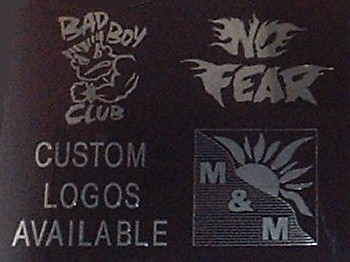 BAD
BOY
CLUB
NO
FEAR
CUSTOM
LOGOS
AVAILABLE
M
&
M